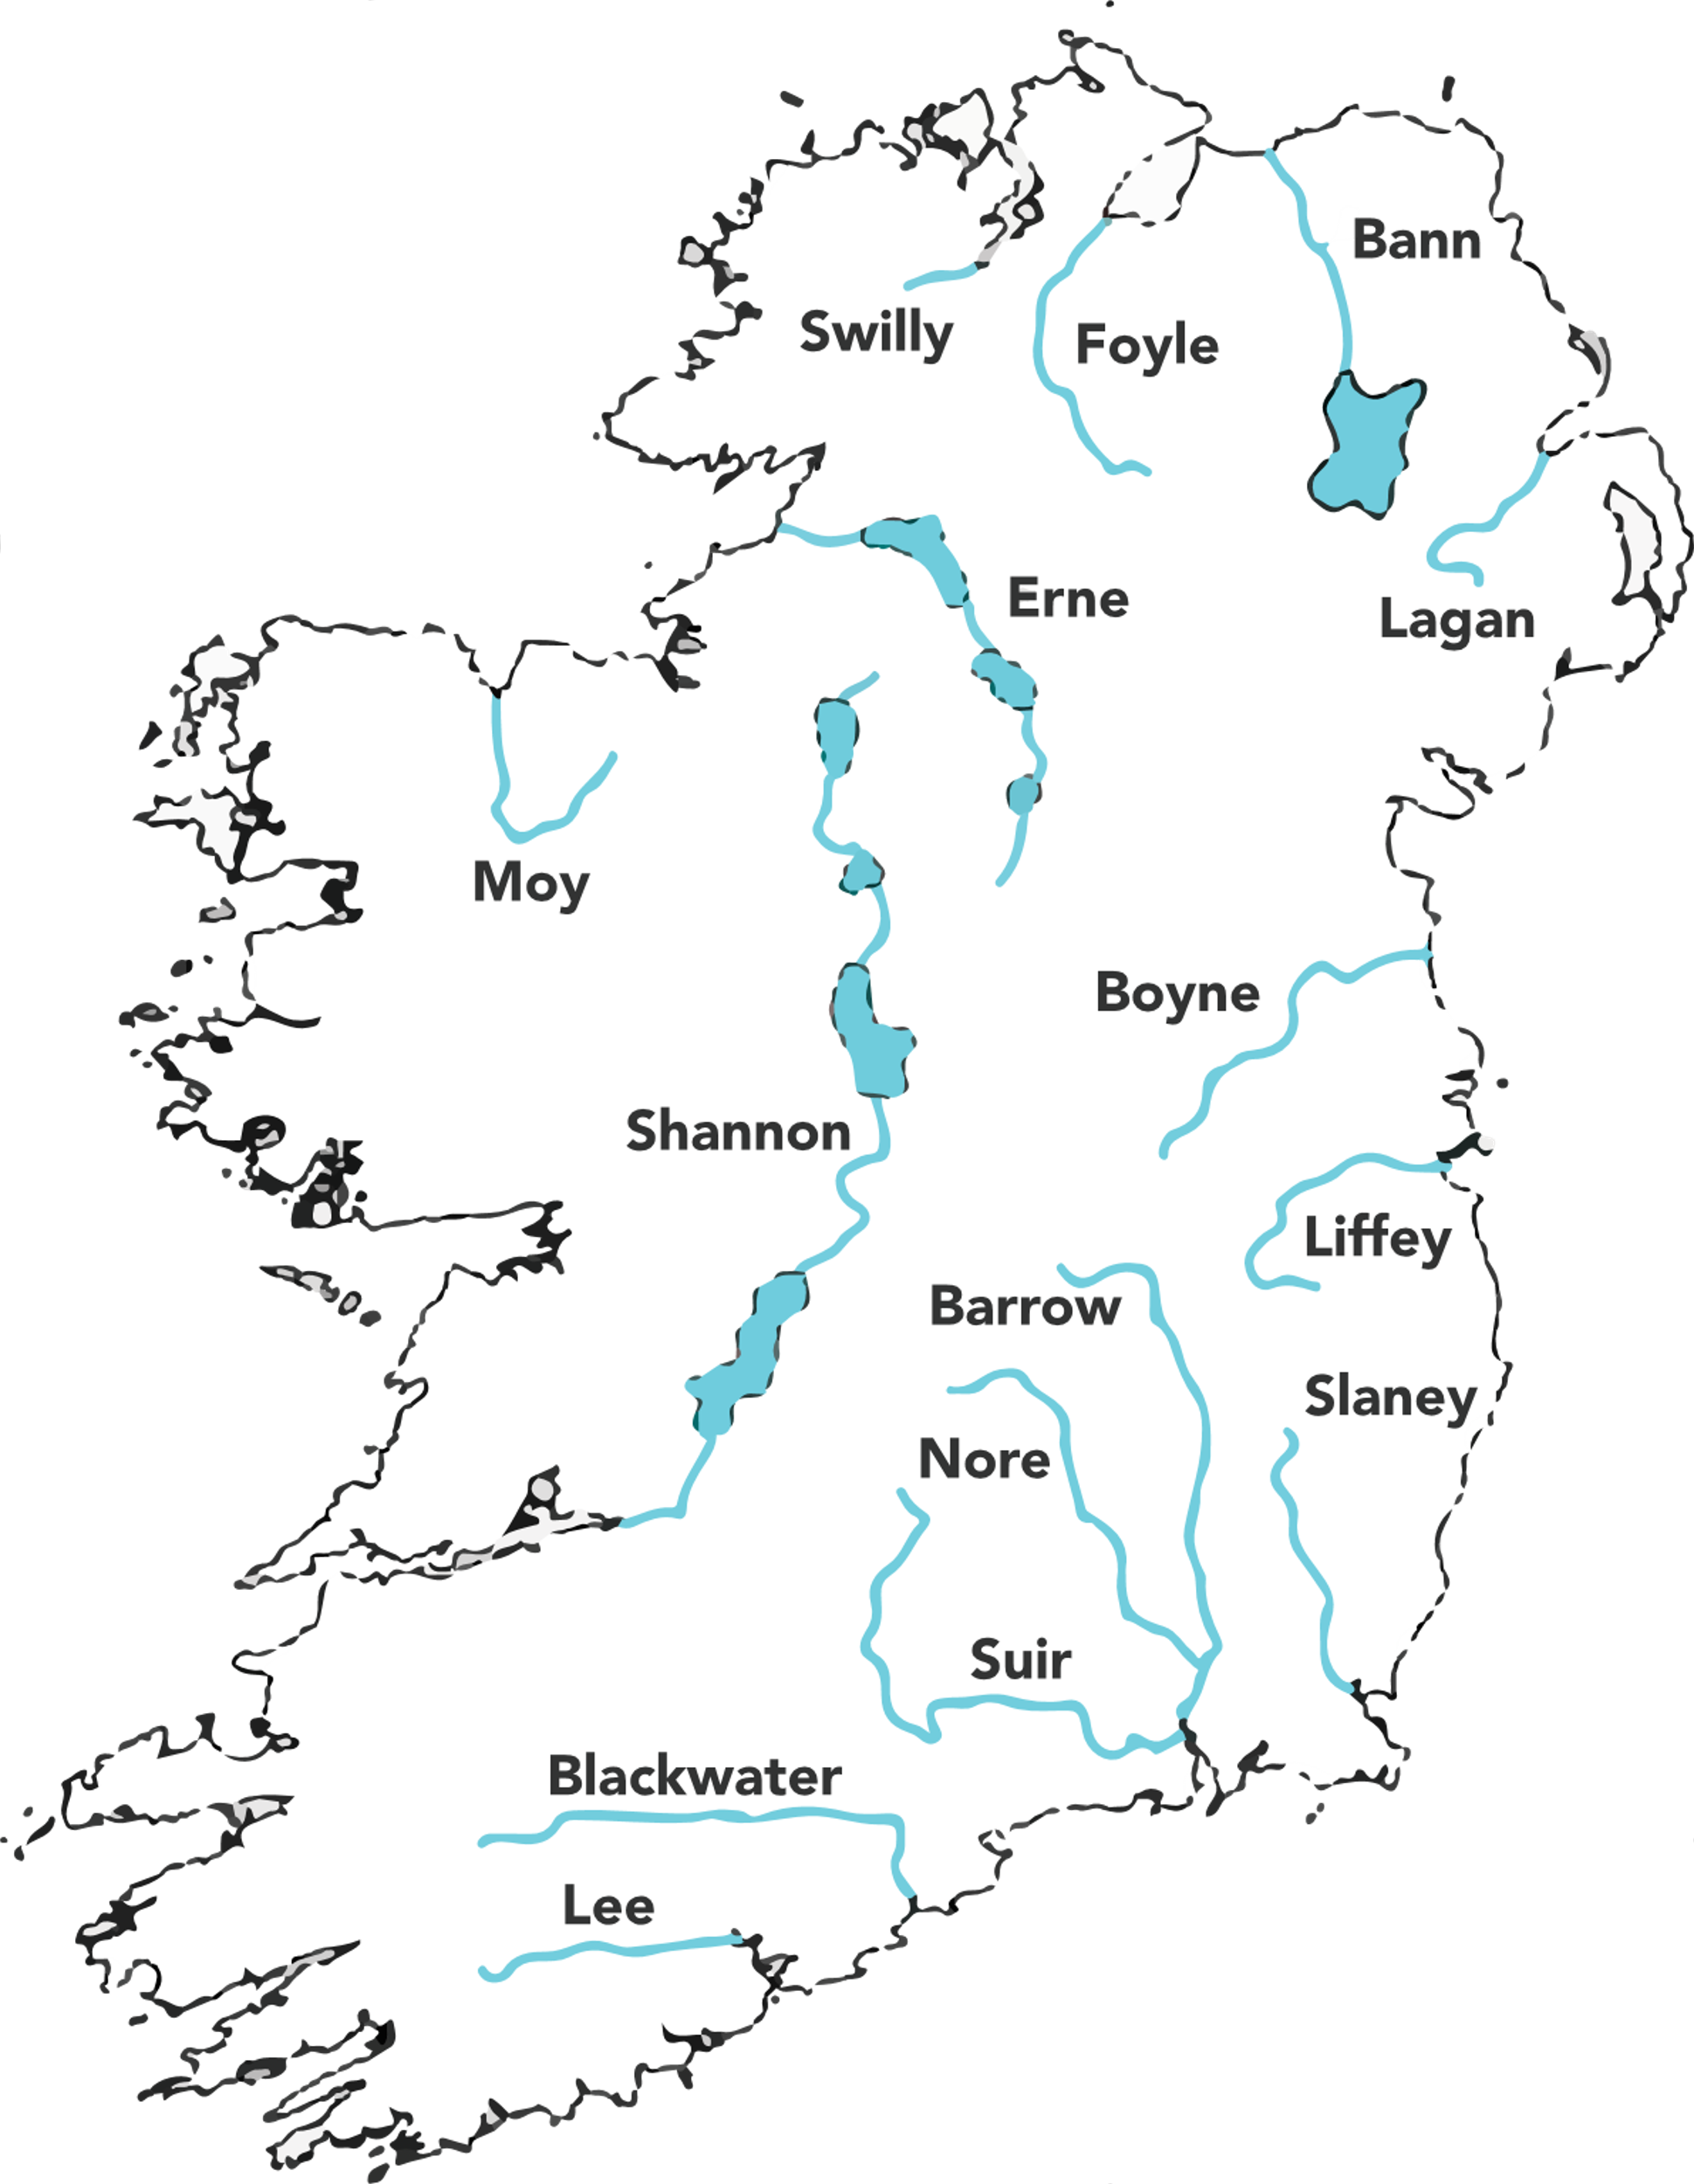 Bann
Swilly
Foyle
Erne
Lagan
Moy
Boyne
Shannon
Liffey
Barrow
Slaney
Nore
Suir
Blackwater
Lee